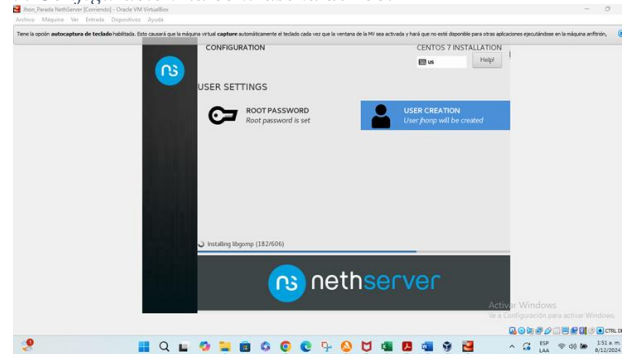 Jhon_Parada NethServer [Corriendo] - Oracle VM VirtualBox
Archivo Máquina Ver Entrada Dispositivos Ayuda
Tiene la opción autocaptura de teclado habilitada. Esto causará que la máquina virtual capture automáticamente el teclado cada vez que la ventana de la MV sea activada y hará que no esté disponible para otras aplicaciones ejecutándose en la máquina anfitrión.
CONFIGURATION
CENTOS 7 INSTALLATION
us
Help!
USER SETTINGS
ROOT PASSWORD
Root password is set
USER CREATION
User jhonp will be created
Installing libgomp (182/606)
nethserver
Activar Windows
Ve a Configuración para activar Windows.
CTRL DE
ESP
LAA
1:51 a. m.
8/12/2024